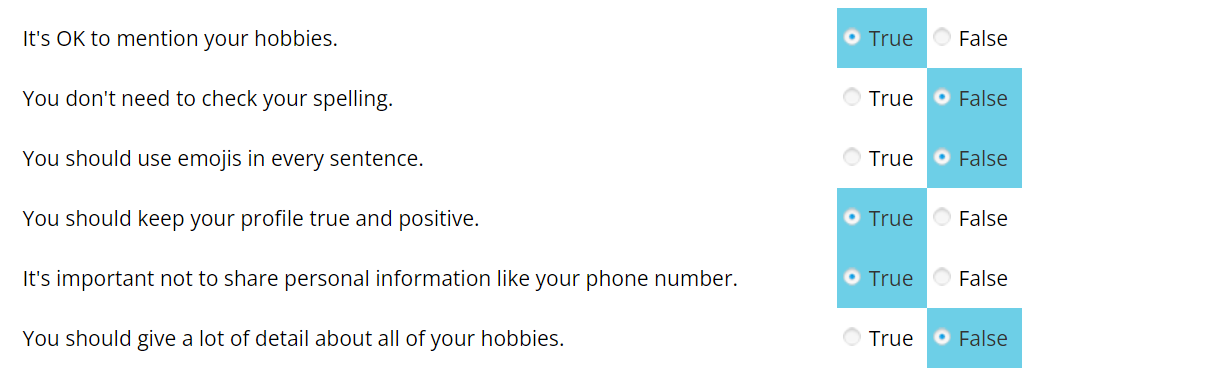 It's OK to mention your hobbies. True False
You don't need to check your spelling. True False
You should use emojis in every sentence. True False
You should keep your profile true and positive. True False
It's important not to share personal information like your phone number. True False
You should give a lot of detail about all of your hobbies. True False